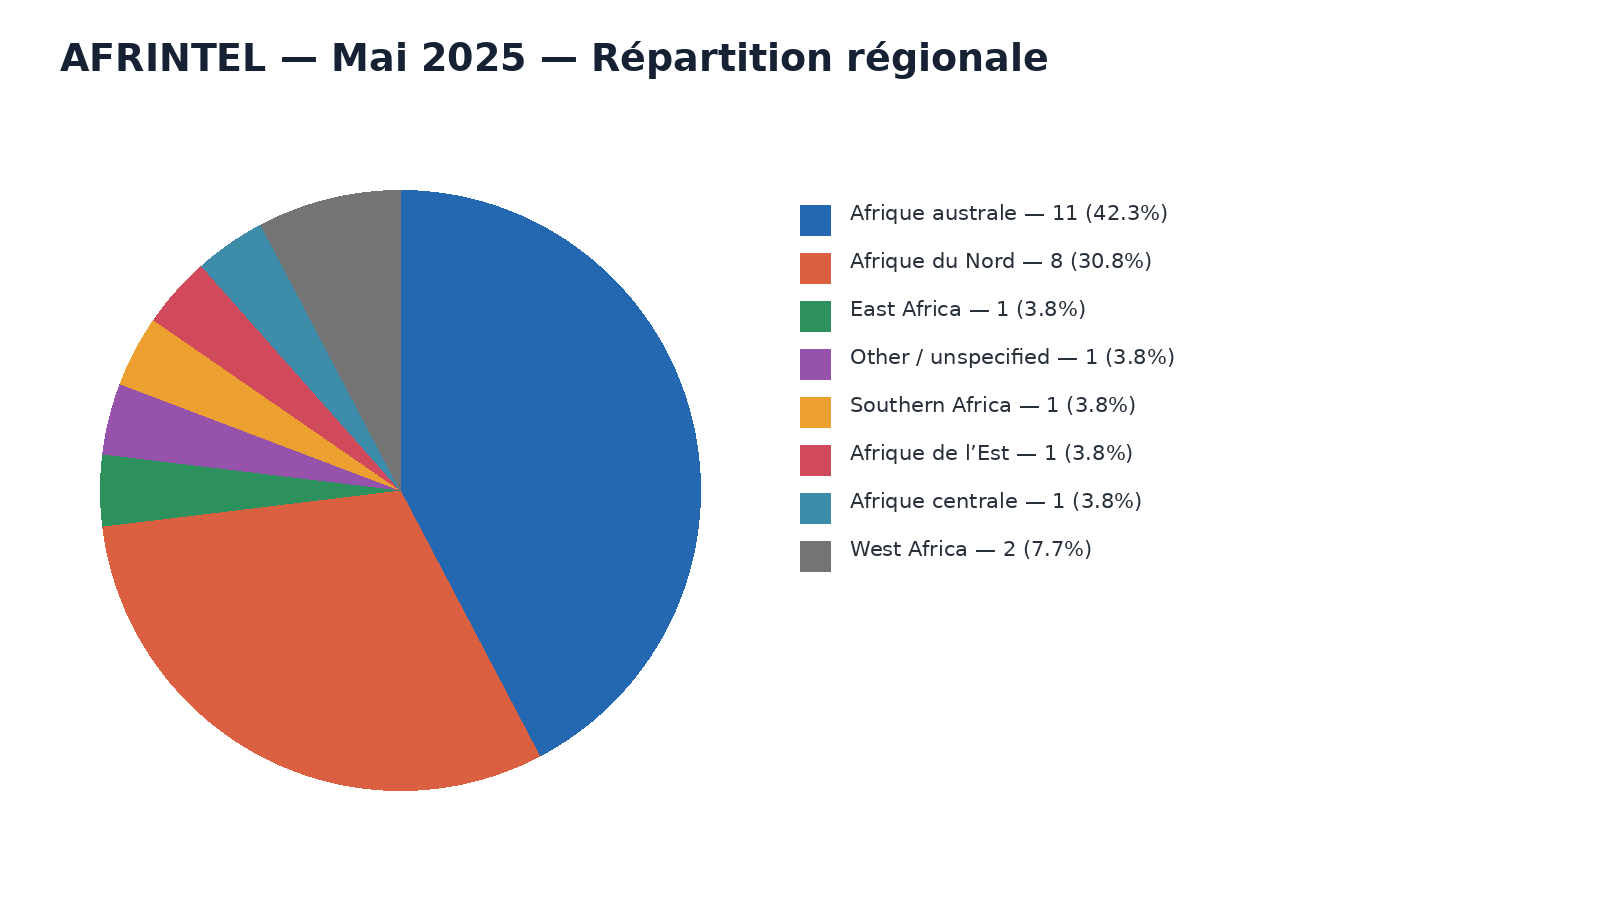 AFRINTEL — Mai 2025 — Répartition régionale
Afrique australe — 11 (42.3%)
Afrique du Nord — 8 (30.8%)
East Africa — 1 (3.8%)
Other / unspecified — 1 (3.8%)
Southern Africa — 1 (3.8%)
Afrique de l’Est — 1 (3.8%)
Afrique centrale — 1 (3.8%)
West Africa — 2 (7.7%)